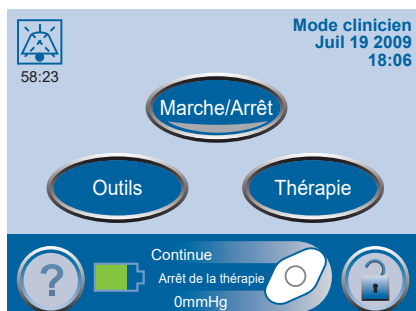 Mode clinicien
Juil 19 2009
18:06
58:23
Marche/Arrêt
Outils
Thérapie
?
Continue
Arrêt de la thérapie
0mmHg